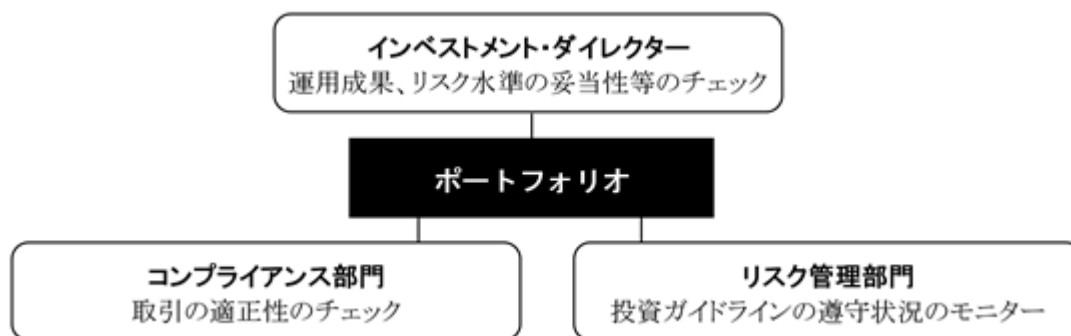 インベストメント・ダイレクター
運用成果、リスク水準の妥当性等のチェック
ポートフォリオ
コンプライアンス部門
取引の適正性のチェック
リスク管理部門
投資ガイドラインの遵守状況のモニター